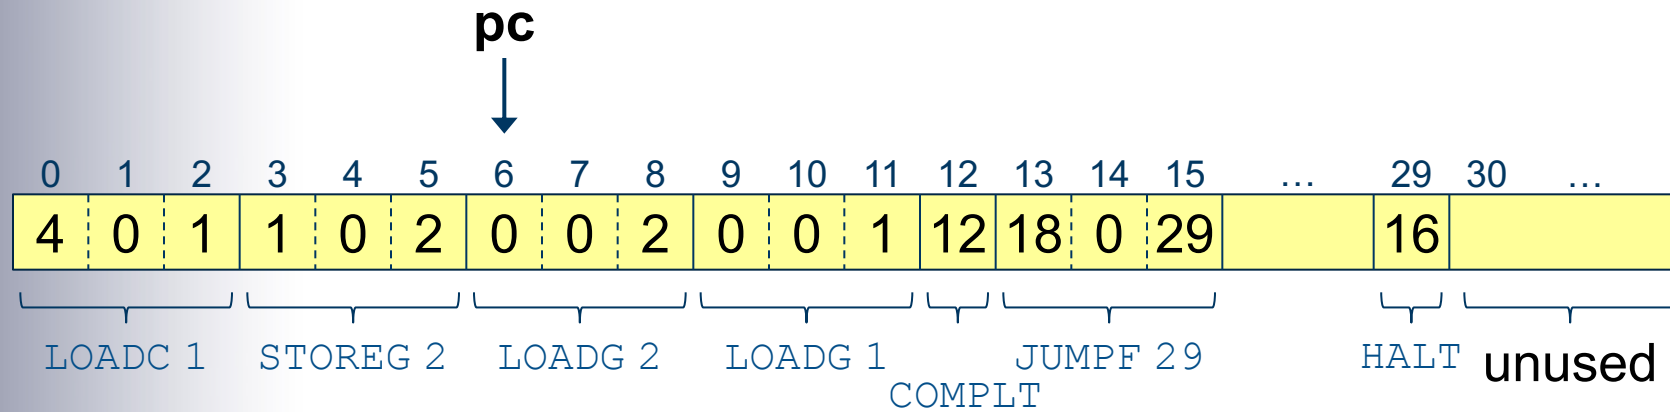 pc
0 1 2 3 4 5 6 7 8 9 10 11 12 13 14 15 ... 29 30 ...
4 0 1 1 0 2 0 0 2 0 0 1 12 18 0 29 16
LOADC 1 STOREG 2 LOADG 2 LOADG 1 JUMPF 29 HALT unused
COMPLT